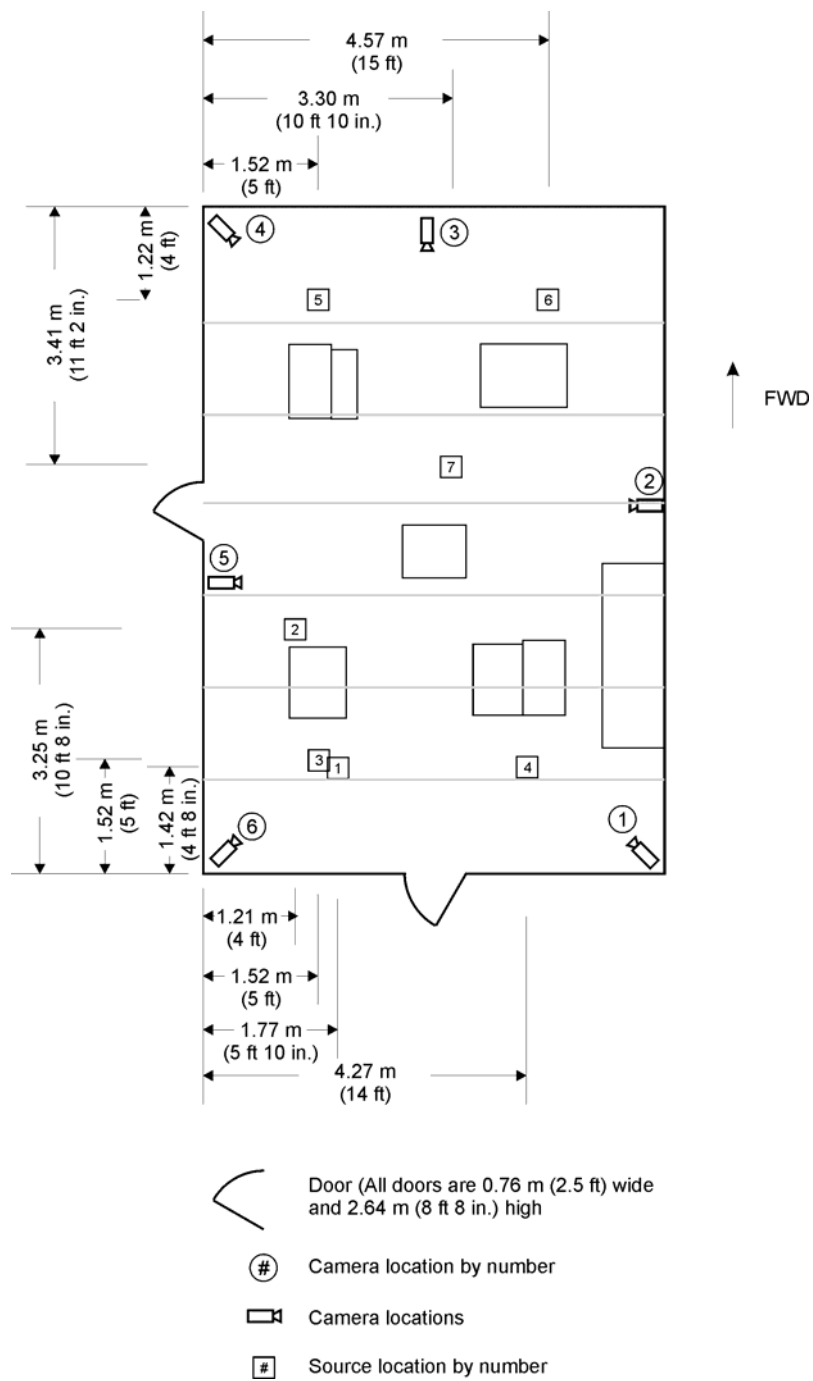 4.57 m
(15 ft)
3.30 m
(10 ft 10 in.)
1.52 m
(5 ft)
1.22 m
(4 ft)
3.41 m
(11 ft 2 in.)
4
3
5
6
FWD
7
2
5
2
3.25 m
(10 ft 8 in.)
1.52 m
(5 ft)
1.42 m
(4 ft 8 in.)
3
1
4
6
1
1.21 m
(4 ft)
1.52 m
(5 ft)
1.77 m
(5 ft 10 in.)
4.27 m
(14 ft)
Door (All doors are 0.76 m (2.5 ft) wide
and 2.64 m (8 ft 8 in.) high
# Camera location by number
Camera locations
# Source location by number